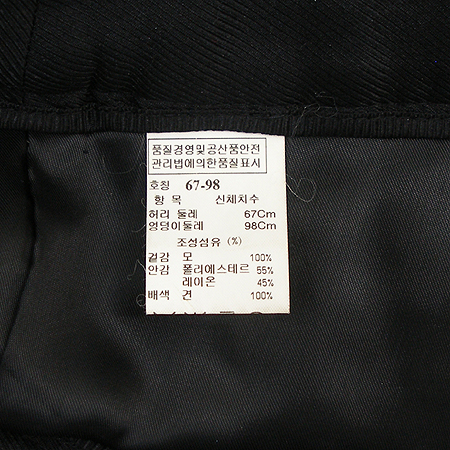 품질경영및공산품안전
관리법에의한품질표시
호칭 67-98
항 목 신체치수
허리 둘레 67Cm
엉덩이둘레 98Cm
조성섬유 (%)
겉감 모 100%
안감 폴리에스테르 55%
레이온 45%
배색 견 100%